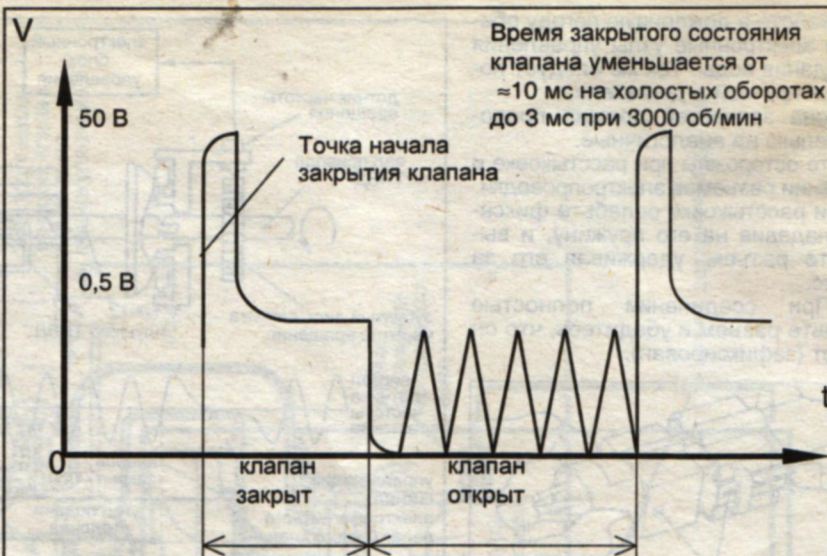 V
Время закрытого состояния
клапана уменьшается от
≈10 мс на холостых оборотах
до 3 мс при 3000 об/мин
50 В
Точка начала
закрытия клапана
0,5 В
t
0
клапан
закрыт
клапан
открыт